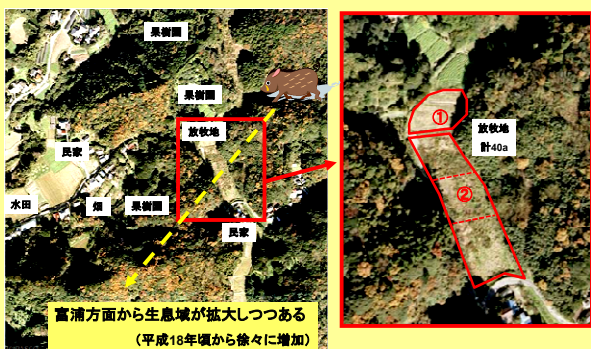 果樹園
果樹園
放牧地
民家
水田
畑
果樹園
民家
富浦方面から生息域が拡大しつつある
（平成18年頃から徐々に増加）
①
放牧地
計40a
②